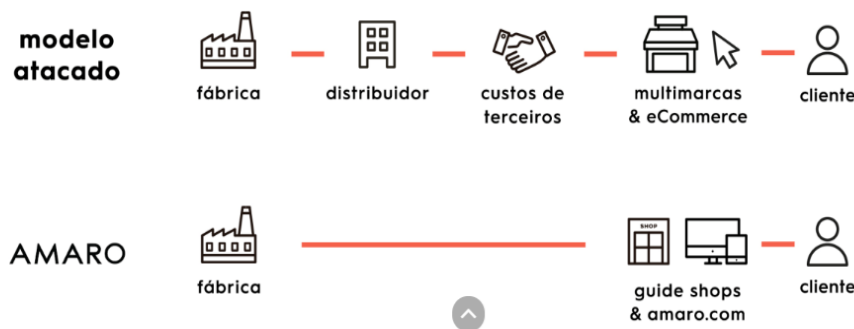 modelo
atacado
fábrica
distribuidor
custos de
terceiros
multimarcas
& eCommerce
cliente
AMARO
fábrica
SHOP
guide shops
& amaro.com
cliente